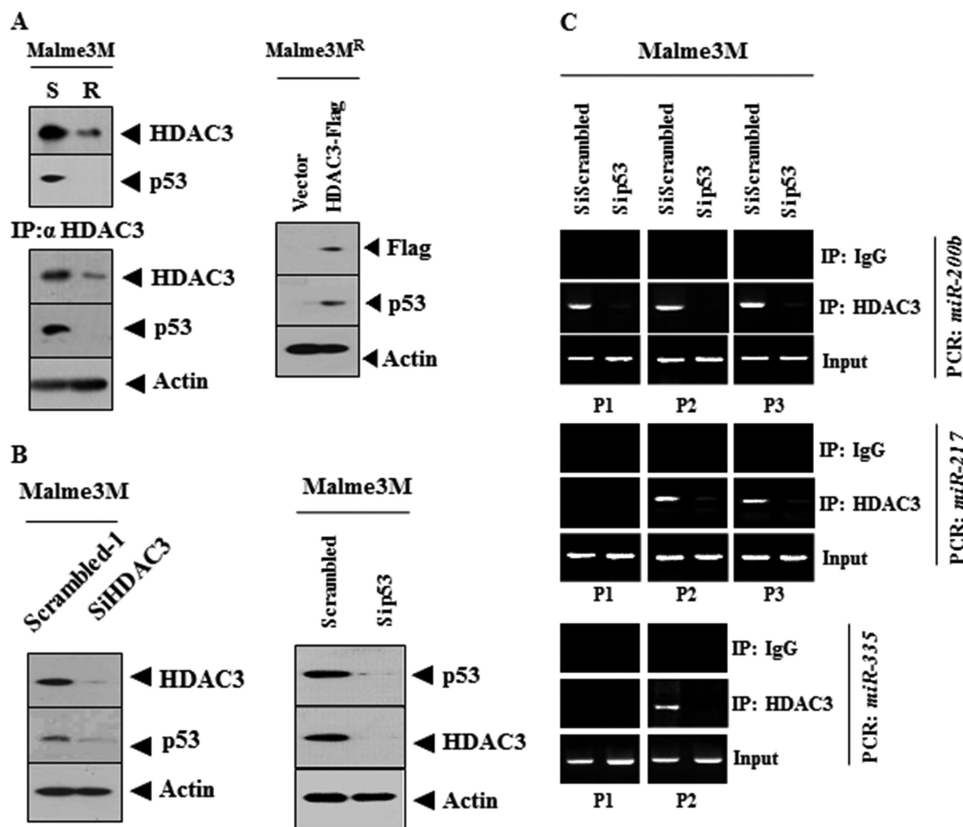 A
Malme3M
S R
HDAC3
p53
IP:α HDAC3
HDAC3
p53
Actin
Malme3MR
Vector
HDAC3-Flag
Flag
p53
Actin
B
Malme3M
Scrambled-1
SiHDAC3
HDAC3
p53
Actin
Malme3M
Scrambled
Sip53
p53
HDAC3
Actin
C
Malme3M
SiScrambled
Sip53
SiScrambled
Sip53
SiScrambled
Sip53
IP: IgG
IP: HDAC3
Input
P1 P2 P3
PCR: miR-200b
IP: IgG
IP: HDAC3
Input
P1 P2 P3
PCR: miR-217
IP: IgG
IP: HDAC3
Input
P1 P2
PCR: miR-335